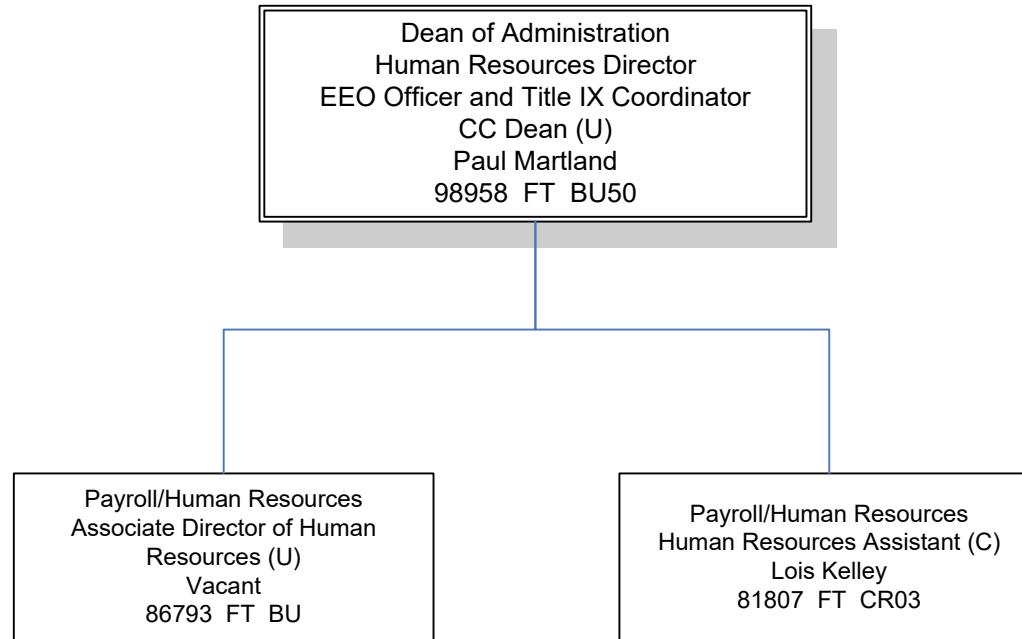 Dean of Administration
Human Resources Director
EEO Officer and Title IX Coordinator
CC Dean (U)
Paul Martland
98958 FT BU50
Payroll/Human Resources
Associate Director of Human
Resources (U)
Vacant
86793 FT BU
Payroll/Human Resources
Human Resources Assistant (C)
Lois Kelley
81807 FT CR03